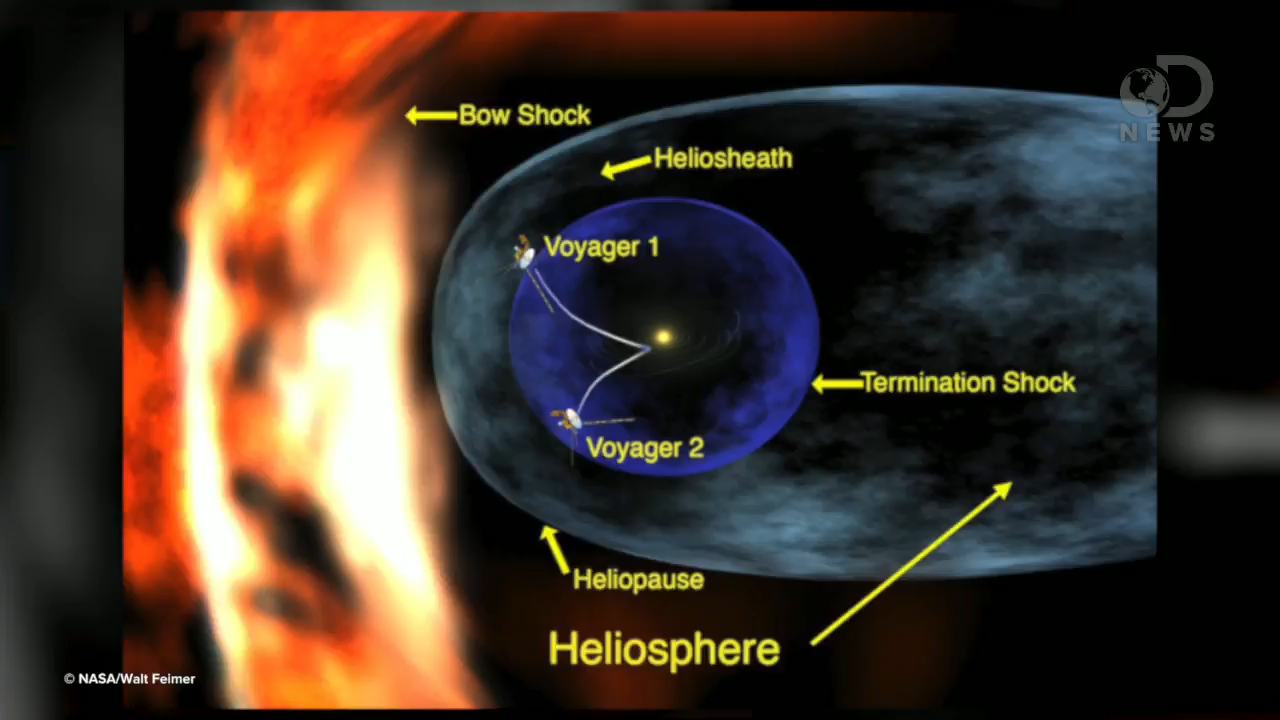 D
NEWS
Bow Shock
Heliosheath
Voyager 1
Termination Shock
Voyager 2
Heliopause
Heliosphere
© NASA/Walt Feimer